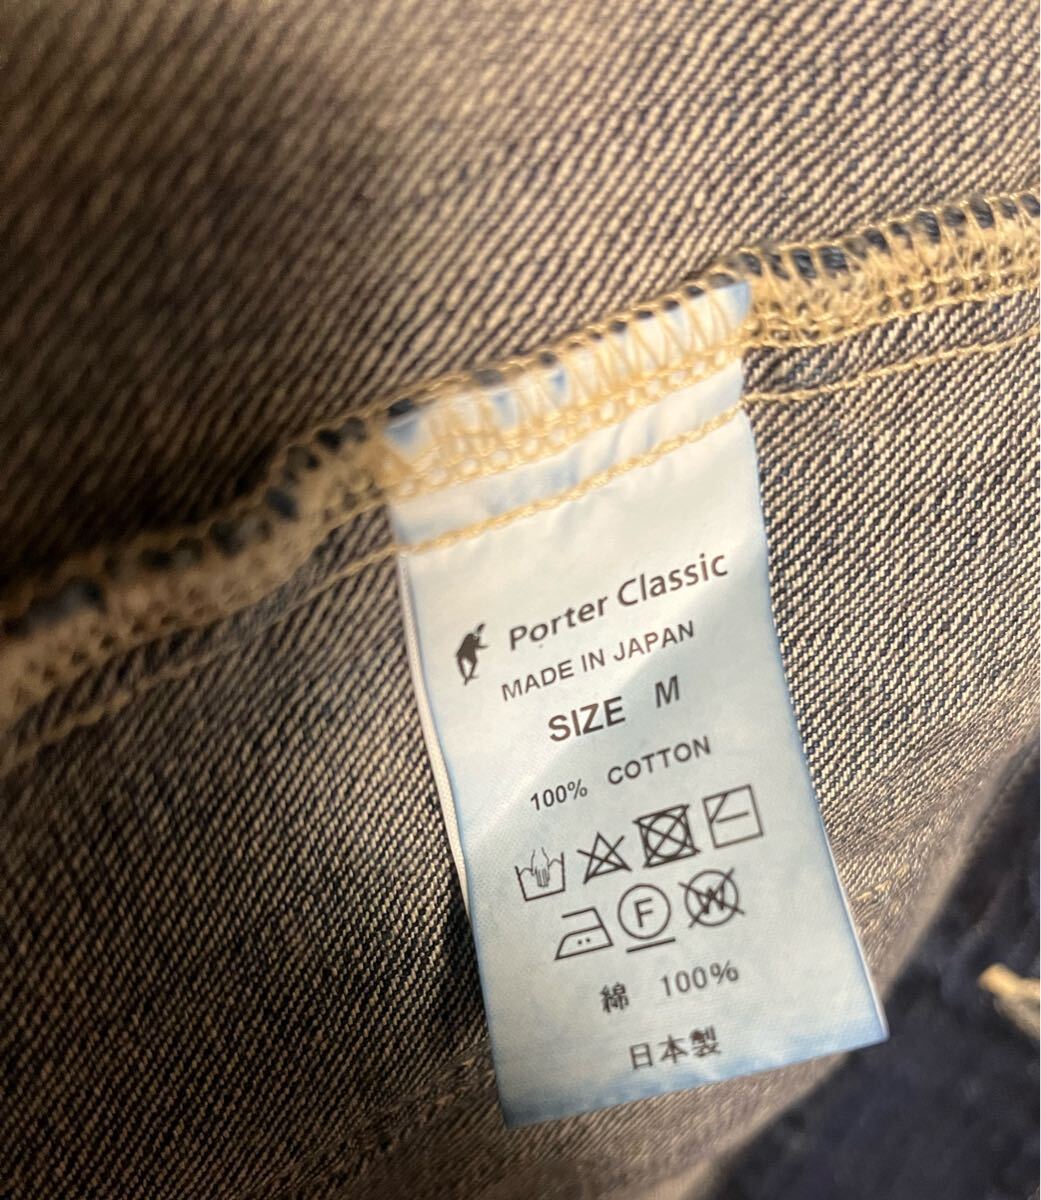 Porter Classic
MADE IN JAPAN
SIZE M
100% COTTON
F W
綿 100%
日本製